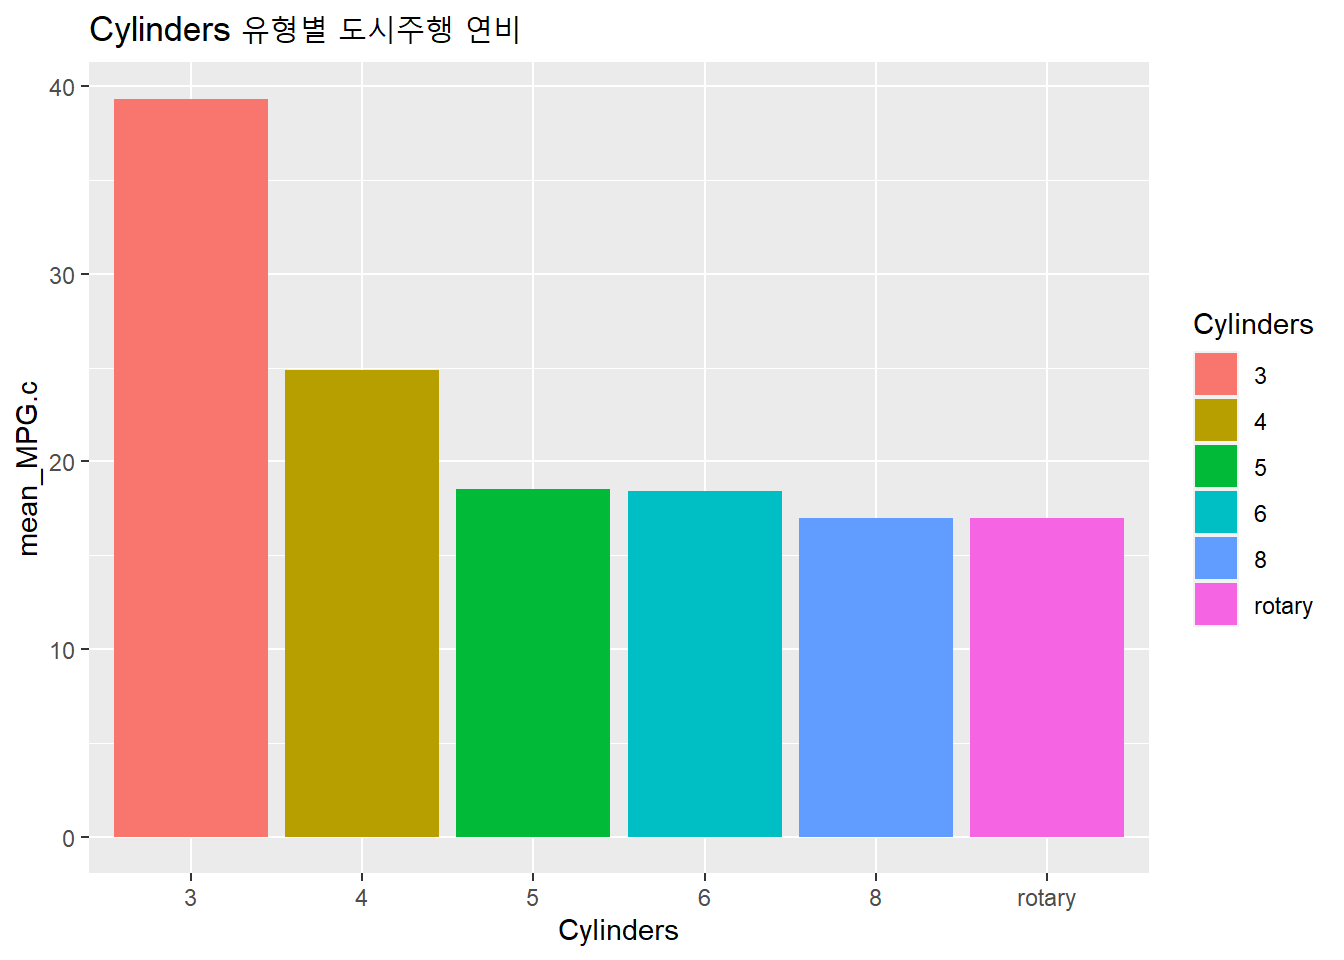 Cylinders 유형별 도시주행 연비
40
30
20
10
0
mean_MPG.c
3 4 5 6 8 rotary
Cylinders
Cylinders
3
4
5
6
8
rotary